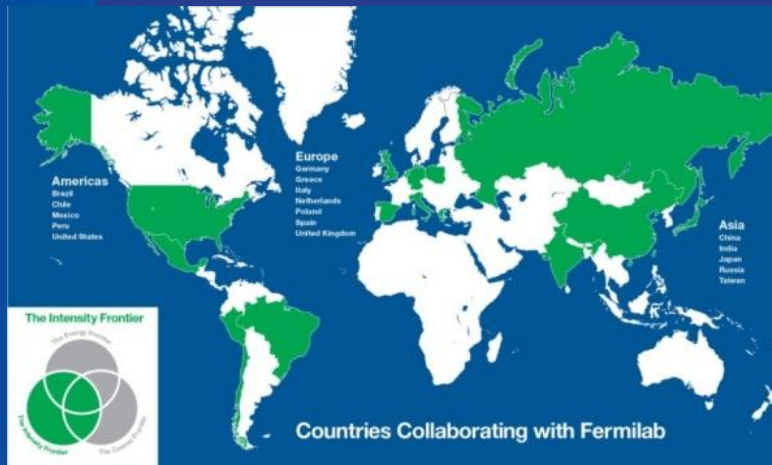 Americas
Brazil
Chile
Mexico
Peru
United States
Europe
Germany
Greece
Italy
Netherlands
Poland
Spain
United Kingdom
Asia
China
India
Japan
Russia
Taiwan
The Intensity Frontier
The Energy Frontier
The Intensity Frontier
The Cosmic Frontier
Countries Collaborating with Fermilab